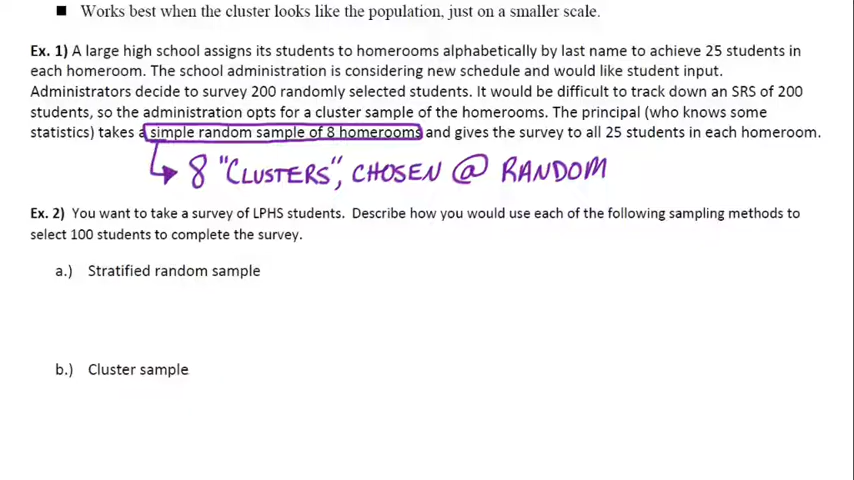 ■ Works best when the cluster looks like the population, just on a smaller scale.
Ex. 1) A large high school assigns its students to homerooms alphabetically by last name to achieve 25 students in
each homeroom. The school administration is considering new schedule and would like student input.
Administrators decide to survey 200 randomly selected students. It would be difficult to track down an SRS of 200
students, so the administration opts for a cluster sample of the homerooms. The principal (who knows some
statistics) takes a simple random sample of 8 homerooms and gives the survey to all 25 students in each homeroom.
8 "CLUSTERS", CHOSEN @ RANDOM
Ex. 2) You want to take a survey of LPHS students. Describe how you would use each of the following sampling methods to
select 100 students to complete the survey.
a.) Stratified random sample
b.) Cluster sample